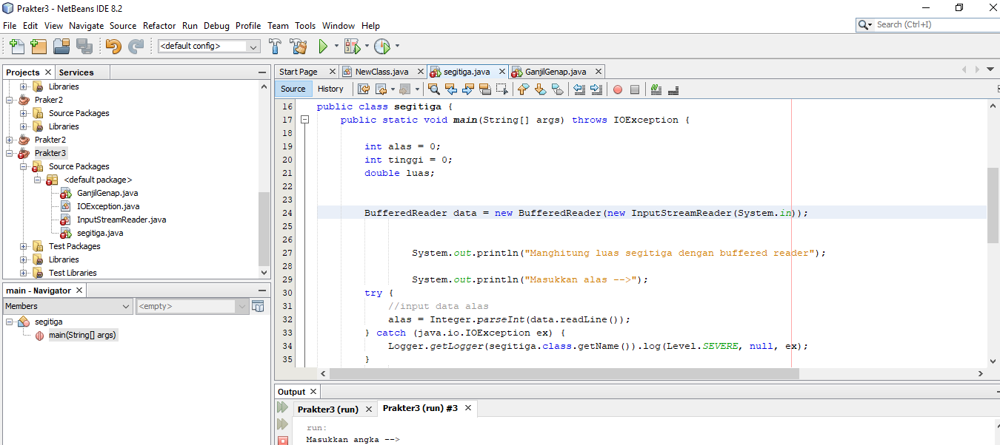 Prakter3 - NetBeans IDE 8.2
File Edit View Navigate Source Refactor Run Debug Profile Team Tools Window Help
Search (Ctrl+I)
<default config>
Projects Services
Libraries
Praker2
Source Packages
Libraries
Prakter2
Prakter3
Source Packages
<default package>
GanjilGenap.java
IOException.java
InputStreamReader.java
segitiga.java
Test Packages
Libraries
Test Libraries
main - Navigator
Members <empty>
segitiga
main(String[] args)
Start Page NewClass.java segitiga.java GanjilGenap.java
Source History
16 public class segitiga {
17 public static void main(String[] args) throws IOException {
18
19 int alas = 0;
20 int tinggi = 0;
21 double luas;
22
23
24 BufferedReader data = new BufferedReader(new InputStreamReader(System.in));
25
26
27 System.out.println("Manghitung luas segitiga dengan buffered reader");
28
29 System.out.println("Masukkan alas -->");
30 try {
31 //input data alas
32 alas = Integer.parseInt(data.readLine());
33 } catch (java.io.IOException ex) {
34 Logger.getLogger(segitiga.class.getName()).log(Level.SEVERE, null, ex);
35 }
Output
Prakter3 (run) Prakter3 (run) #3
run:
Masukkan angka -->